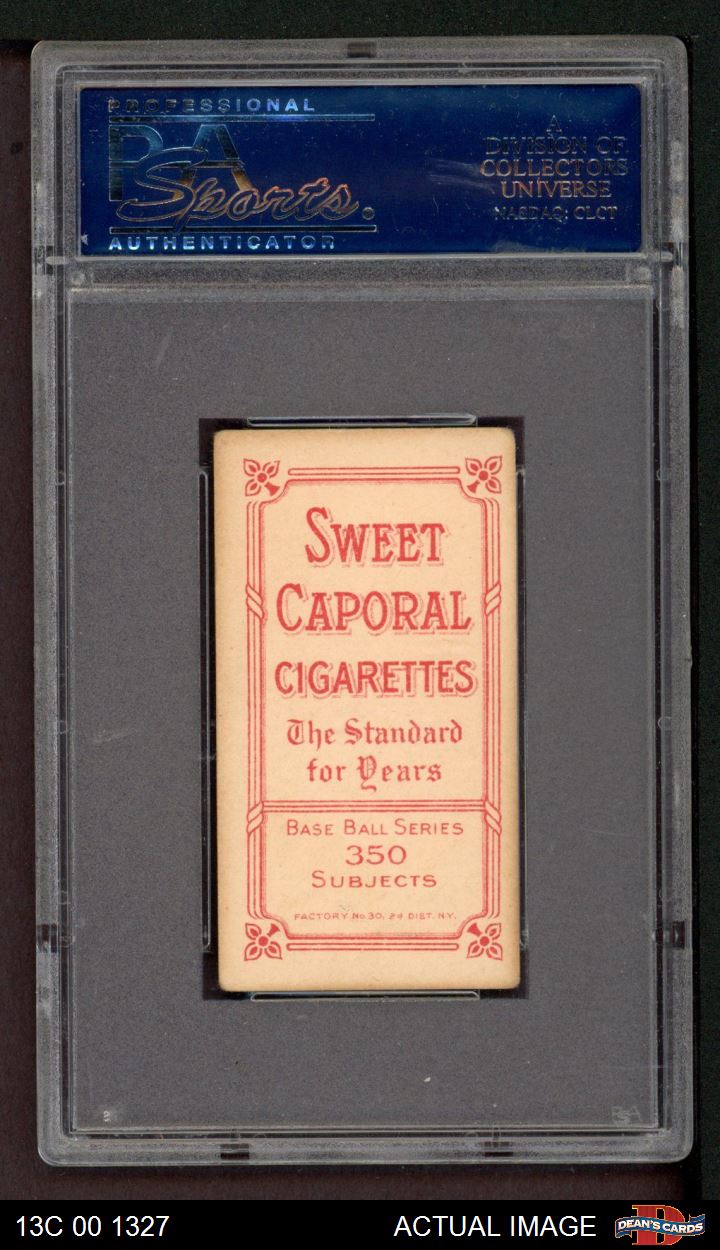 PROFESSIONAL
PSA
Sports
AUTHENTICATOR
A
DIVISION OF
COLLECTORS
UNIVERSE
NASDAQ: CLCT
SWEET
CAPORAL
CIGARETTES
The Standard
for Years
BASE BALL SERIES
350
SUBJECTS
FACTORY No. 30, 2d DIST. N.Y.
PSA
13C 00 1327
ACTUAL IMAGE
D
DEAN'S CARDS